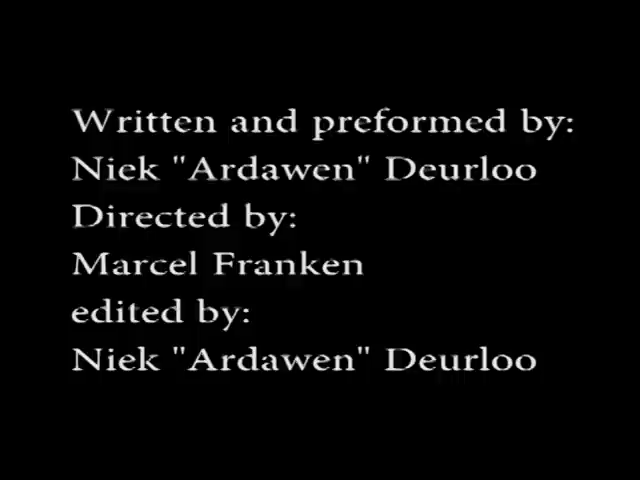 Written and preformed by:
Niek "Ardawen" Deurloo
Directed by:
Marcel Franken
edited by:
Niek "Ardawen" Deurloo